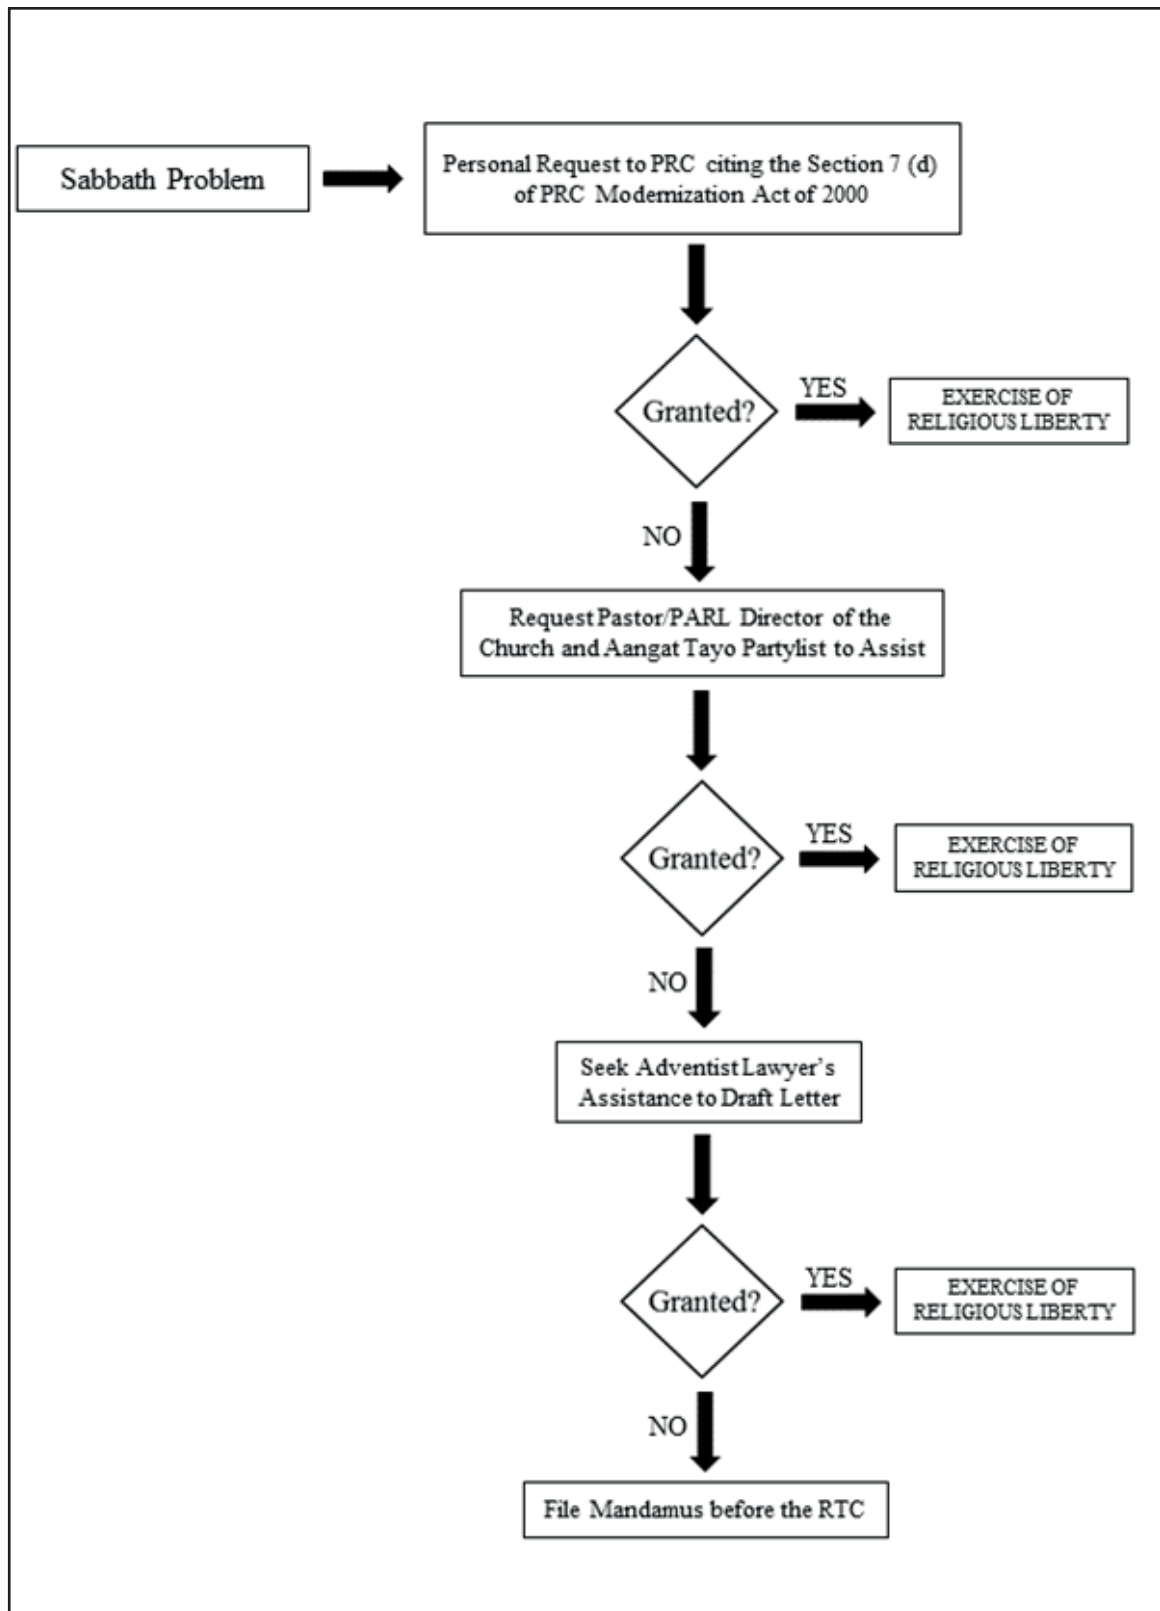 Sabbath Problem
Personal Request to PRC citing the Section 7 (d)
of PRC Modernization Act of 2000
Granted?
YES
EXERCISE OF
RELIGIOUS LIBERTY
NO
Request Pastor/PARL Director of the
Church and Aangat Tayo Partylist to Assist
Granted?
YES
EXERCISE OF
RELIGIOUS LIBERTY
NO
Seek Adventist Lawyer's
Assistance to Draft Letter
Granted?
YES
EXERCISE OF
RELIGIOUS LIBERTY
NO
File Mandamus before the RTC